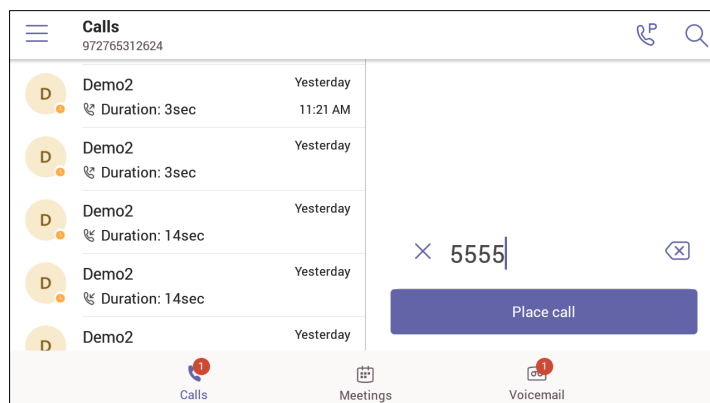 Calls
972765312624
P
D
Demo2
Yesterday
Duration: 3sec
11:21 AM
D
Demo2
Yesterday
Duration: 3sec
D
Demo2
Yesterday
Duration: 14sec
D
Demo2
Yesterday
Duration: 14sec
D
Demo2
Yesterday
5555
Place call
1
Calls
Meetings
1
Voicemail